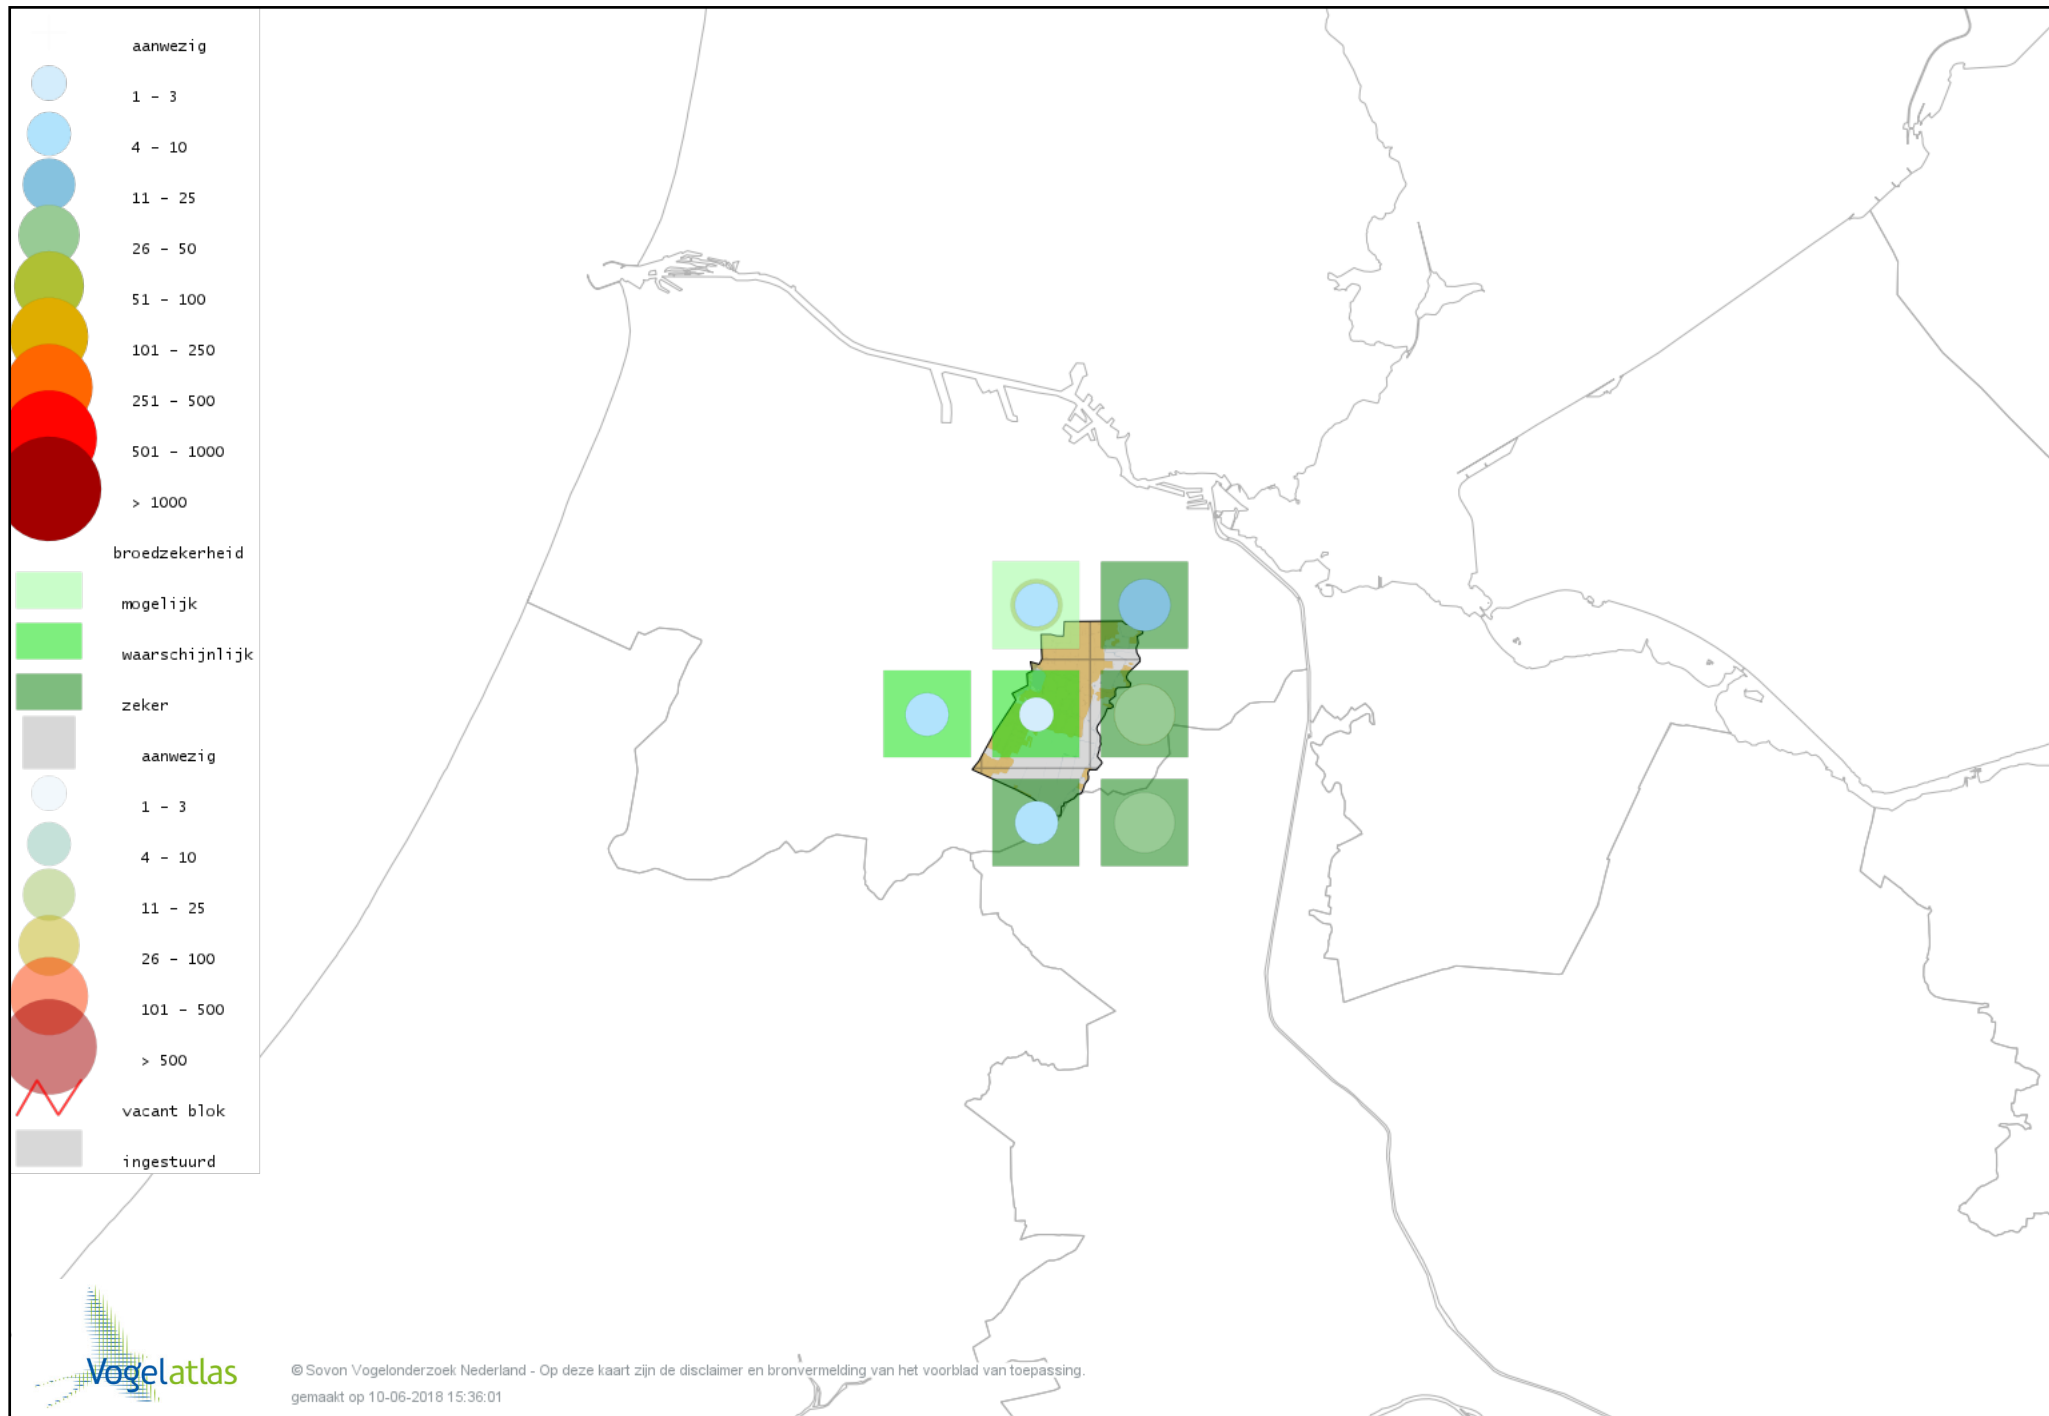 aanwezig
1 - 3
4 - 10
11 - 25
26 - 50
51 - 100
101 - 250
251 - 500
501 - 1000
> 1000
broedzekerheid
mogelijk
waarschijnlijk
zeker
aanwezig
1 - 3
4 - 10
11 - 25
26 - 100
101 - 500
> 500
vacant blok
ingestuurd
Vogelatlas
© Sovon Vogelonderzoek Nederland - Op deze kaart zijn de disclaimer en bronvermelding van het voorblad van toepassing.
gemaakt op 10-06-2018 15:36:01